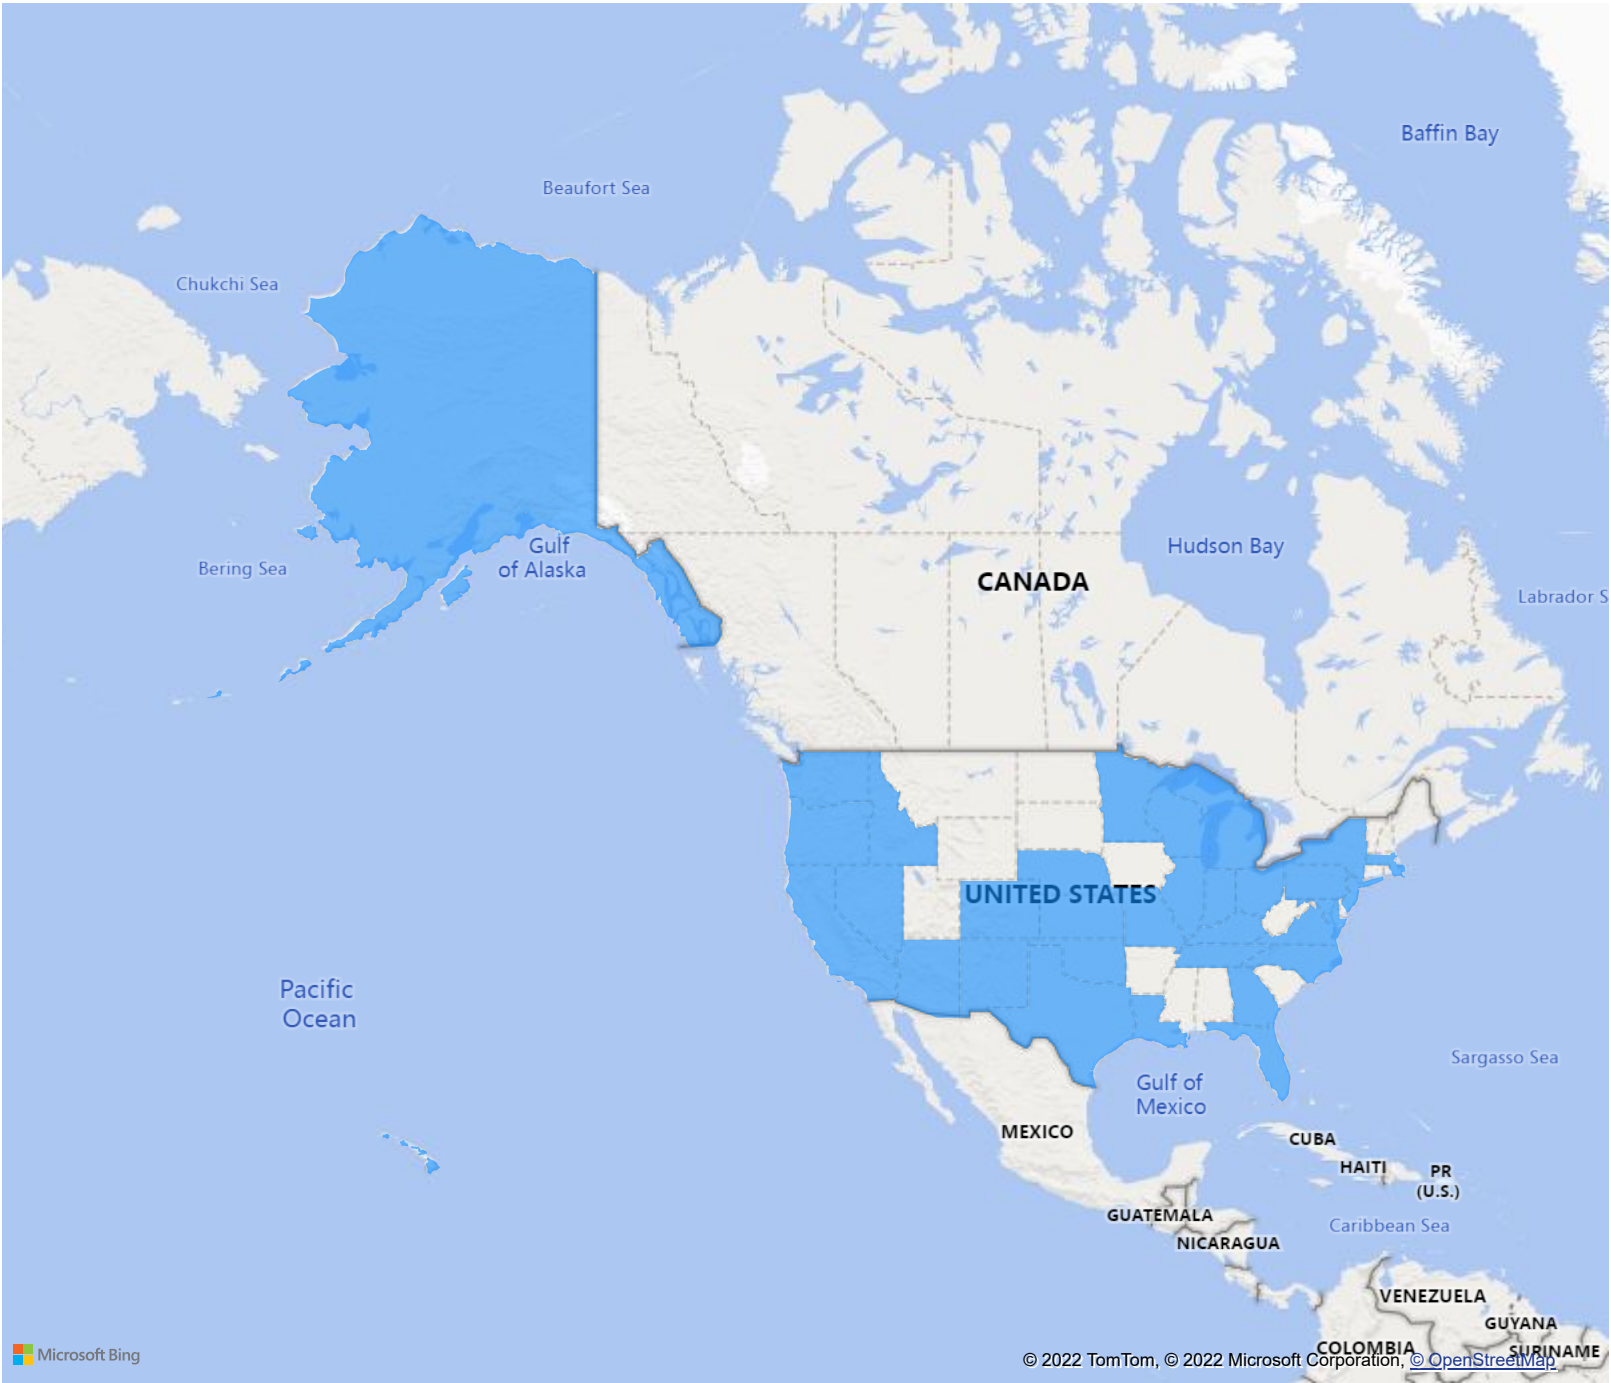 Baffin Bay
Beaufort Sea
Chukchi Sea
Gulf
of Alaska
Hudson Bay
Bering Sea
CANADA
Labrador S
UNITED STATES
Pacific
Ocean
Sargasso Sea
Gulf of
Mexico
MEXICO
CUBA
HAITI
PR
(U.S.)
GUATEMALA
Caribbean Sea
NICARAGUA
VENEZUELA
GUYANA
COLOMBIA
SURINAME
Microsoft Bing
© 2022 TomTom, © 2022 Microsoft Corporation, © OpenStreetMap